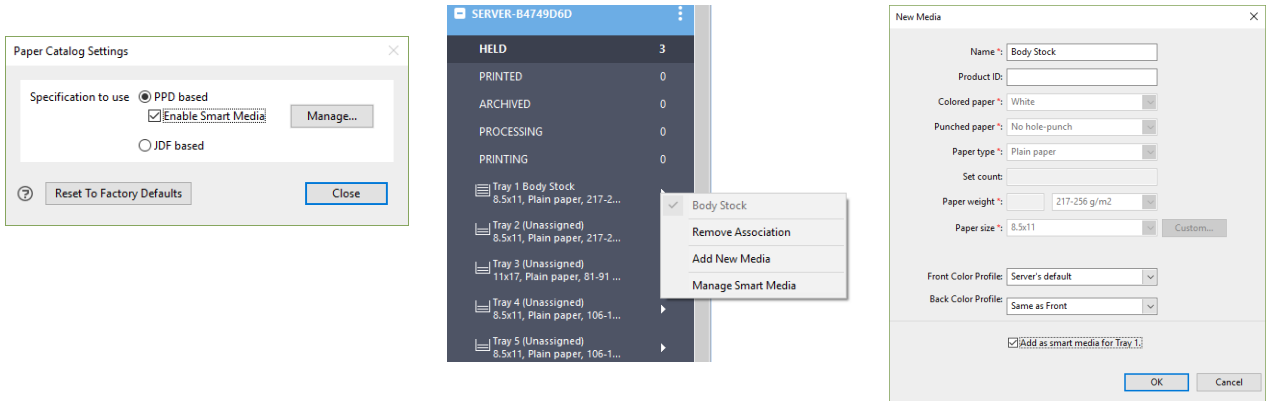 Paper Catalog Settings
Specification to use
PPD based
Enable Smart Media
Manage...
JDF based
?
Reset To Factory Defaults
Close
SERVER-B4749D6D
HELD 3
PRINTED 0
ARCHIVED 0
PROCESSING 0
PRINTING 0
Tray 1 Body Stock
8.5x11, Plain paper, 217-2...
Tray 2 (Unassigned)
8.5x11, Plain paper, 217-2...
Tray 3 (Unassigned)
11x17, Plain paper, 81-91 ...
Tray 4 (Unassigned)
8.5x11, Plain paper, 106-1...
Tray 5 (Unassigned)
8.5x11, Plain paper, 106-1...
Body Stock
Remove Association
Add New Media
Manage Smart Media
New Media
Name *: Body Stock
Product ID:
Colored paper *: White
Punched paper *: No hole-punch
Paper type *: Plain paper
Set count:
Paper weight *: 217-256 g/m2
Paper size *: 8.5x11 Custom...
Front Color Profile: Server's default
Back Color Profile: Same as Front
Add as smart media for Tray 1.
OK Cancel